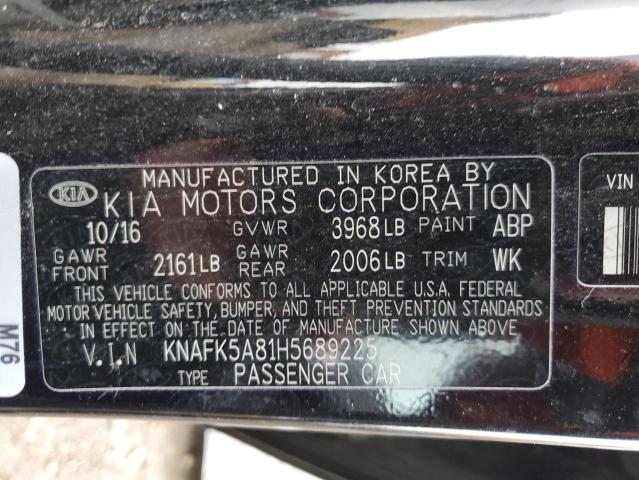 MANUFACTURED IN KOREA BY
KIA KIA MOTORS CORPORATION
10/16 GVWR 3968LB PAINT ABP
GAWR FRONT 2161LB GAWR REAR 2006LB TRIM WK
THIS VEHICLE CONFORMS TO ALL APPLICABLE U.S.A. FEDERAL
MOTOR VEHICLE SAFETY, BUMPER, AND THEFT PREVENTION STANDARDS
IN EFFECT ON THE DATE OF MANUFACTURE SHOWN ABOVE.
V.I.N KNAFK5A81H5689225
TYPE PASSENGER CAR
M76
VIN